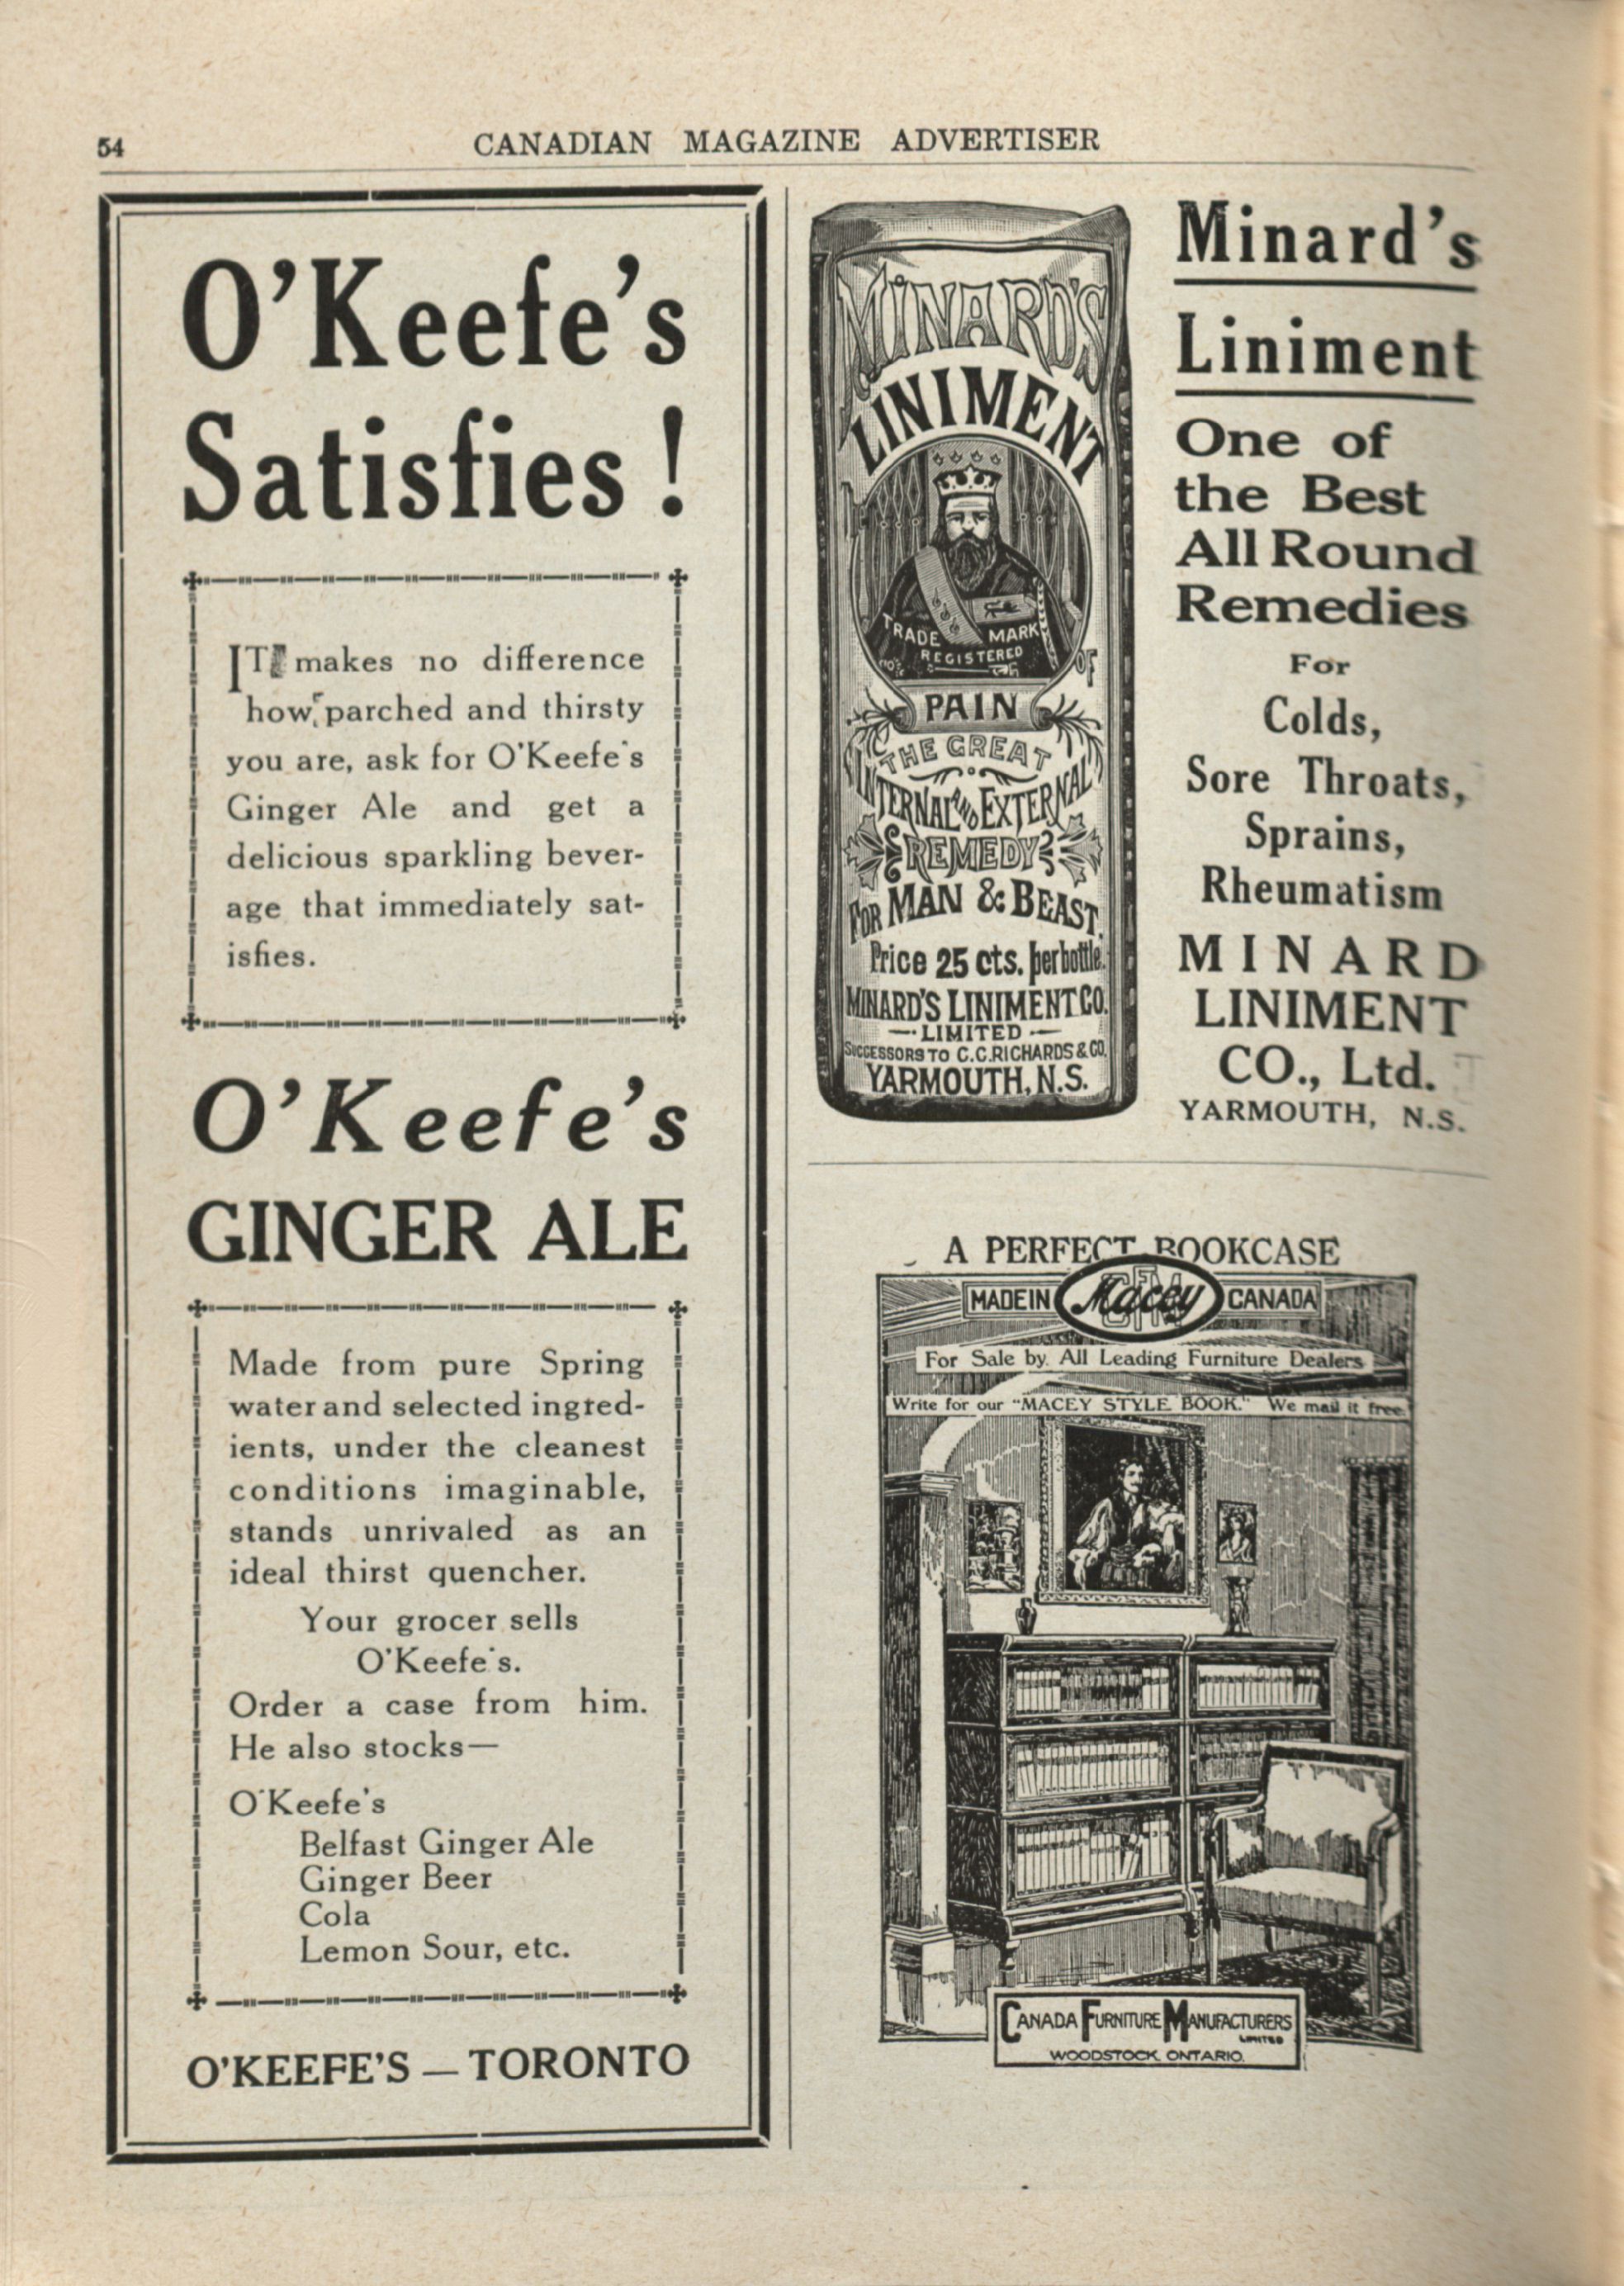 54
CANADIAN MAGAZINE ADVERTISER
O'Keefe's
Satisfies!
IT makes no difference
how parched and thirsty
you are, ask for O'Keefe's
Ginger Ale and get a
delicious sparkling bever-
age that immediately sat-
isfies.
O'Keefe's
GINGER ALE
Made from pure Spring
water and selected ingred-
ients, under the cleanest
conditions imaginable,
stands unrivaled as an
ideal thirst quencher.
Your grocer sells
O'Keefe's.
Order a case from him.
He also stocks—
O'Keefe's
Belfast Ginger Ale
Ginger Beer
Cola
Lemon Sour, etc.
O'KEEFE'S — TORONTO
MINARD'S
LINIMENT
TRADE MARK
REGISTERED
OF
PAIN
THE GREAT
INTERNAL AND EXTERNAL
REMEDY
FOR MAN & BEAST.
Price 25 cts. per bottle.
MINARD'S LINIMENT CO.
LIMITED
SUCCESSORS TO C.C. RICHARDS & CO.
YARMOUTH, N.S.
Minard's
Liniment
One of
the Best
All Round
Remedies
For
Colds,
Sore Throats,
Sprains,
Rheumatism
MINARD
LINIMENT
CO., Ltd.
YARMOUTH, N.S.
A PERFECT BOOKCASE
MADE IN Macey CANADA
For Sale by All Leading Furniture Dealers
Write for our "MACEY STYLE BOOK." We mail it free.
CANADA FURNITURE MANUFACTURERS
LIMITED
WOODSTOCK, ONTARIO.